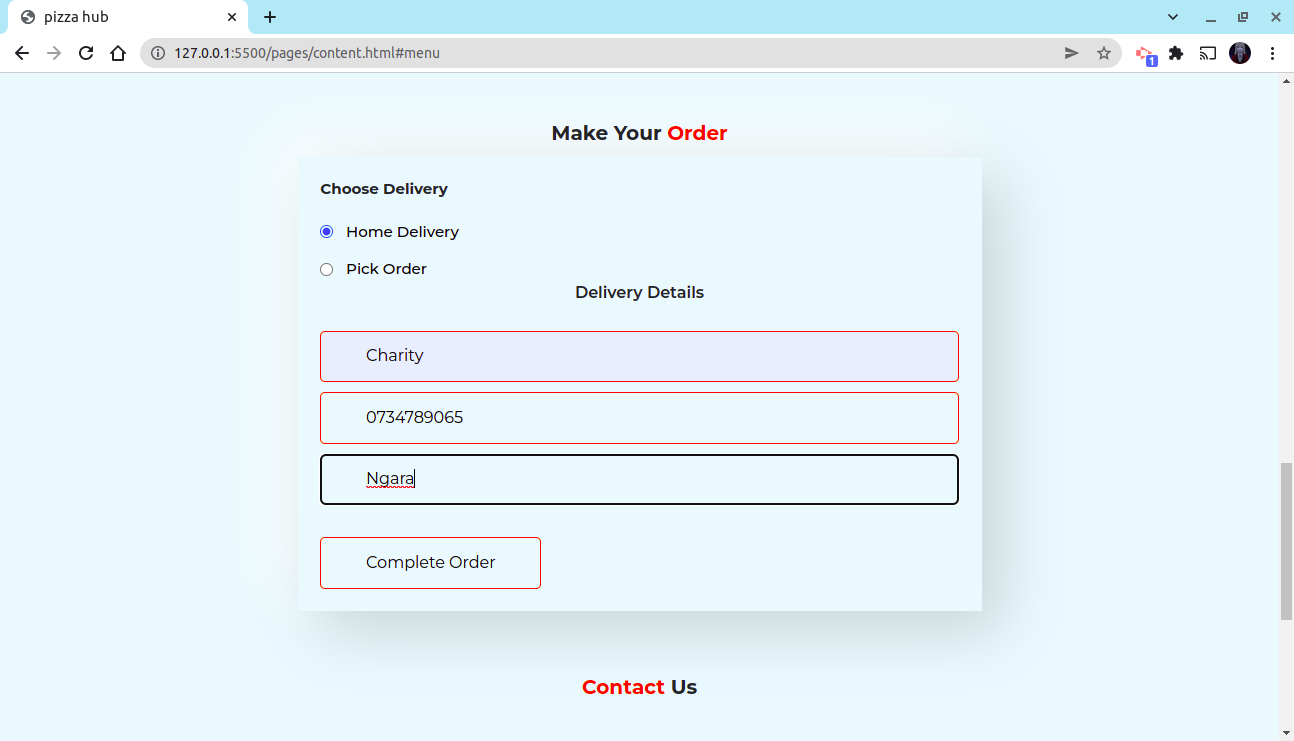 pizza hub
127.0.0.1:5500/pages/content.html#menu
1
Make Your Order
Choose Delivery
Home Delivery
Pick Order
Delivery Details
Charity
0734789065
Ngara
Complete Order
Contact Us